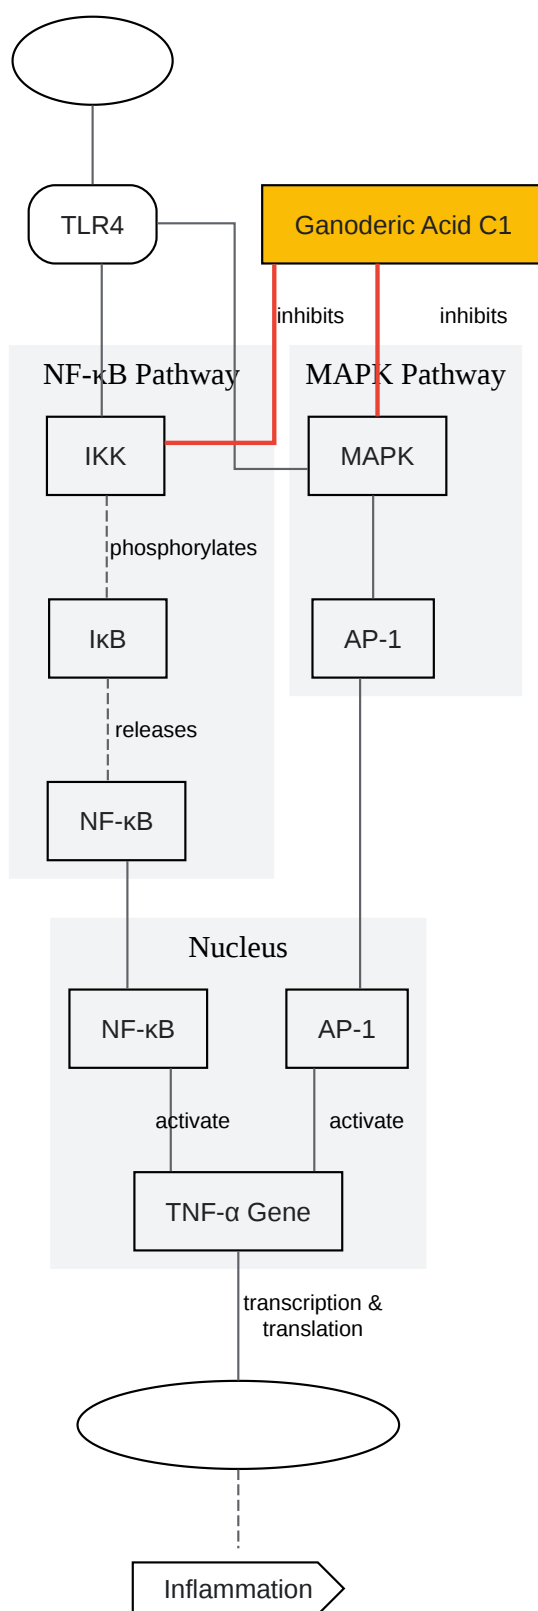 TLR4
Ganoderic Acid C1
inhibits
inhibits
NF-κB Pathway
MAPK Pathway
IKK
MAPK
phosphorylates
IκB
AP-1
releases
NF-κB
Nucleus
NF-κB
AP-1
activate
activate
TNF-α Gene
transcription &
translation
Inflammation